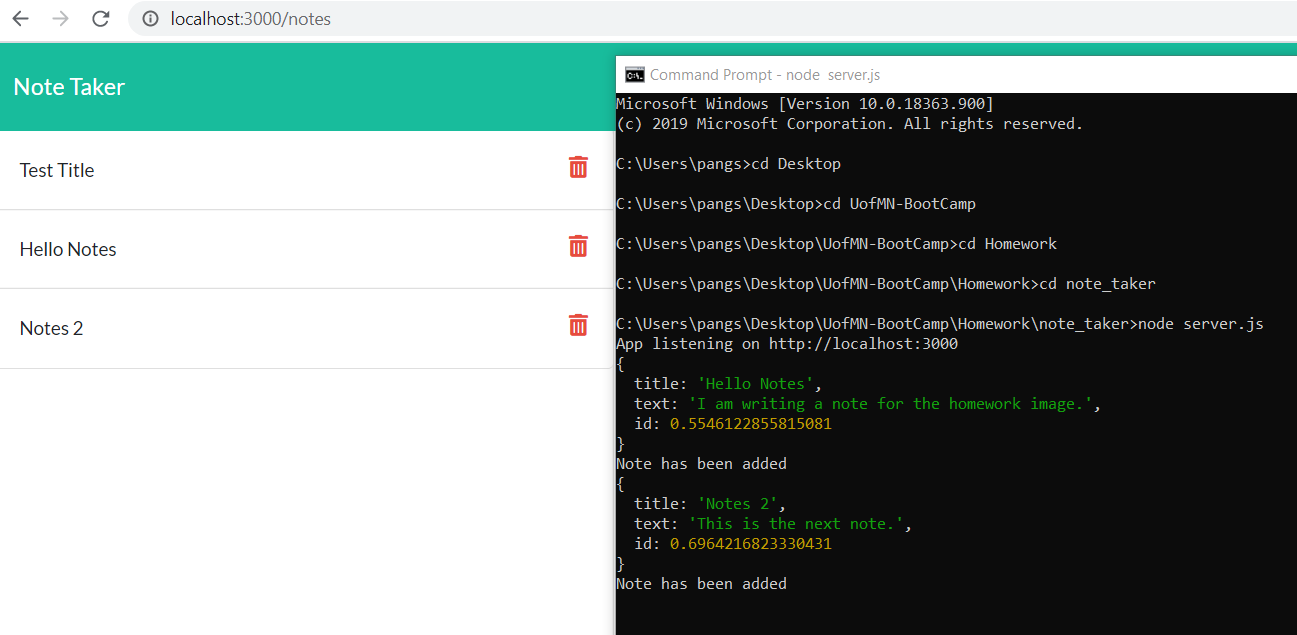 localhost:3000/notes
Note Taker
Test Title
Hello Notes
Notes 2
Command Prompt - node  server.js
Microsoft Windows [Version 10.0.18363.900]
(c) 2019 Microsoft Corporation. All rights reserved.
C:\Users\pangs>cd Desktop
C:\Users\pangs\Desktop>cd UofMN-BootCamp
C:\Users\pangs\Desktop\UofMN-BootCamp>cd Homework
C:\Users\pangs\Desktop\UofMN-BootCamp\Homework>cd note_taker
C:\Users\pangs\Desktop\UofMN-BootCamp\Homework\note_taker>node server.js
App listening on http://localhost:3000
{
  title: 'Hello Notes',
  text: 'I am writing a note for the homework image.',
  id: 0.5546122855815081
}
Note has been added
{
  title: 'Notes 2',
  text: 'This is the next note.',
  id: 0.6964216823330431
}
Note has been added